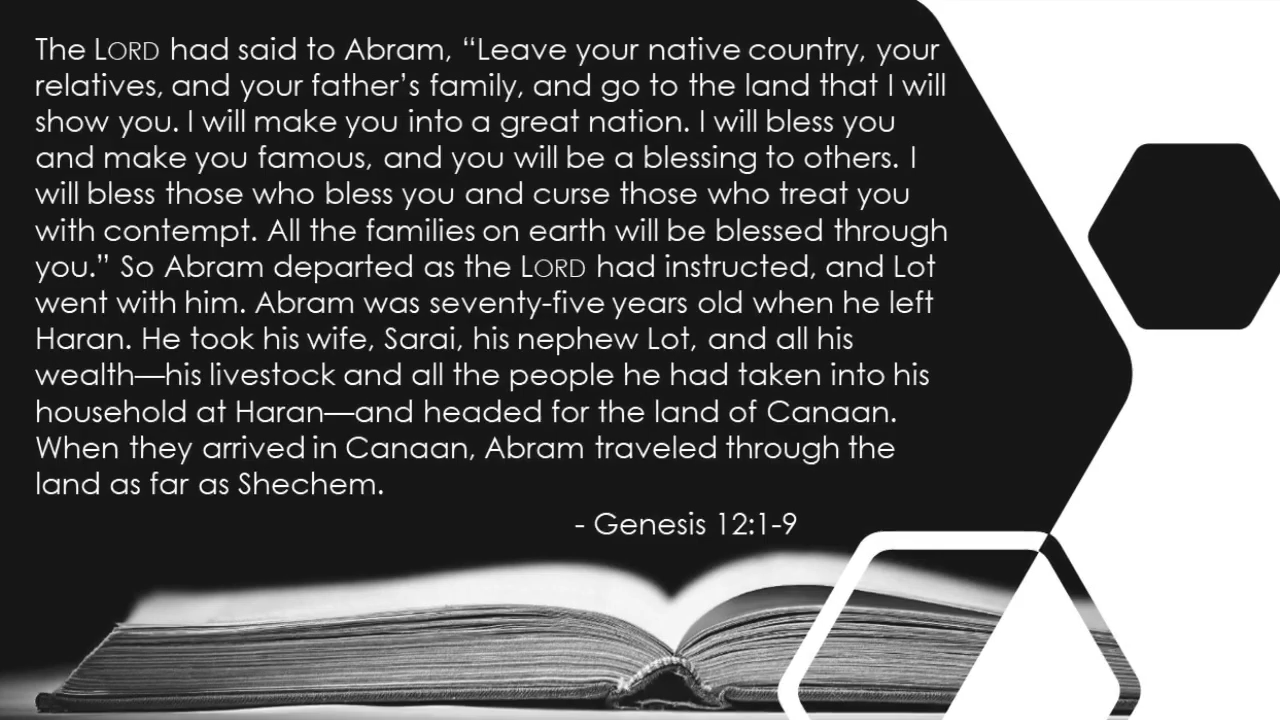 The LORD had said to Abram, “Leave your native country, your
relatives, and your father’s family, and go to the land that I will
show you. I will make you into a great nation. I will bless you
and make you famous, and you will be a blessing to others. I
will bless those who bless you and curse those who treat you
with contempt. All the families on earth will be blessed through
you.” So Abram departed as the LORD had instructed, and Lot
went with him. Abram was seventy-five years old when he left
Haran. He took his wife, Sarai, his nephew Lot, and all his
wealth—his livestock and all the people he had taken into his
household at Haran—and headed for the land of Canaan.
When they arrived in Canaan, Abram traveled through the
land as far as Shechem.
- Genesis 12:1-9